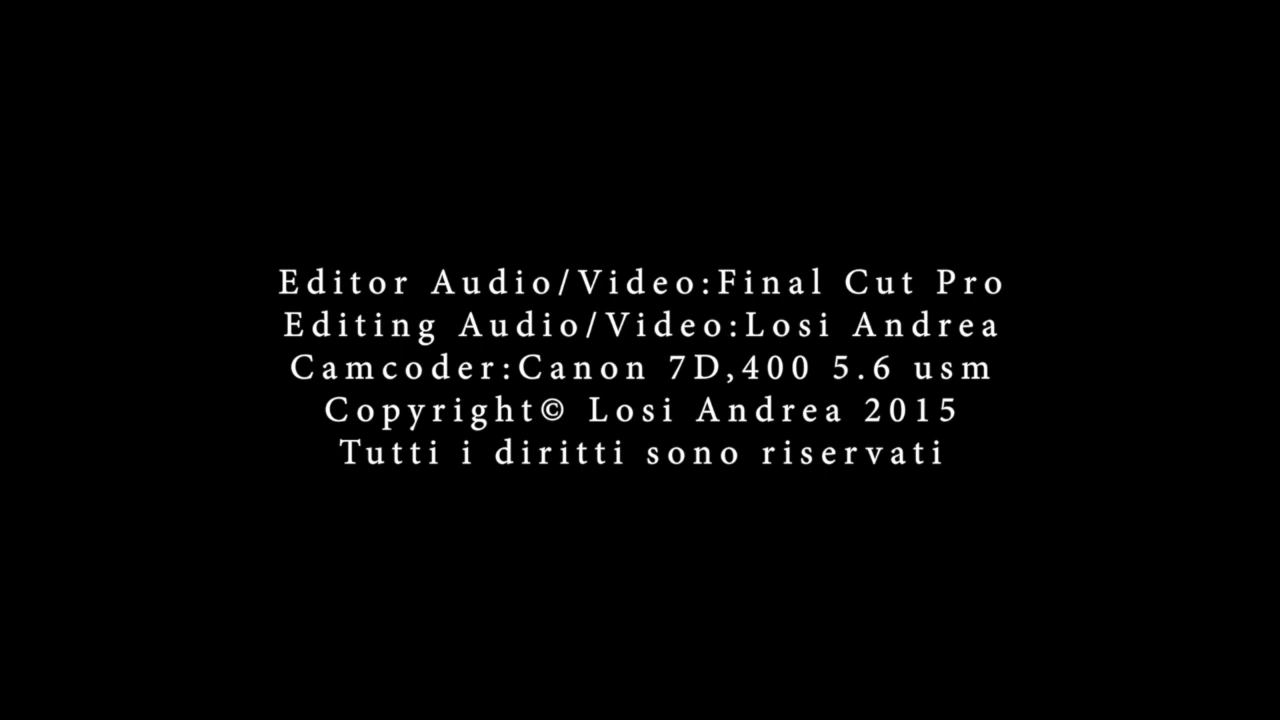 Editor Audio/Video:Final Cut Pro
Editing Audio/Video:Losi Andrea
Camcoder:Canon 7D,400 5.6 usm
Copyright© Losi Andrea 2015
Tutti i diritti sono riservati